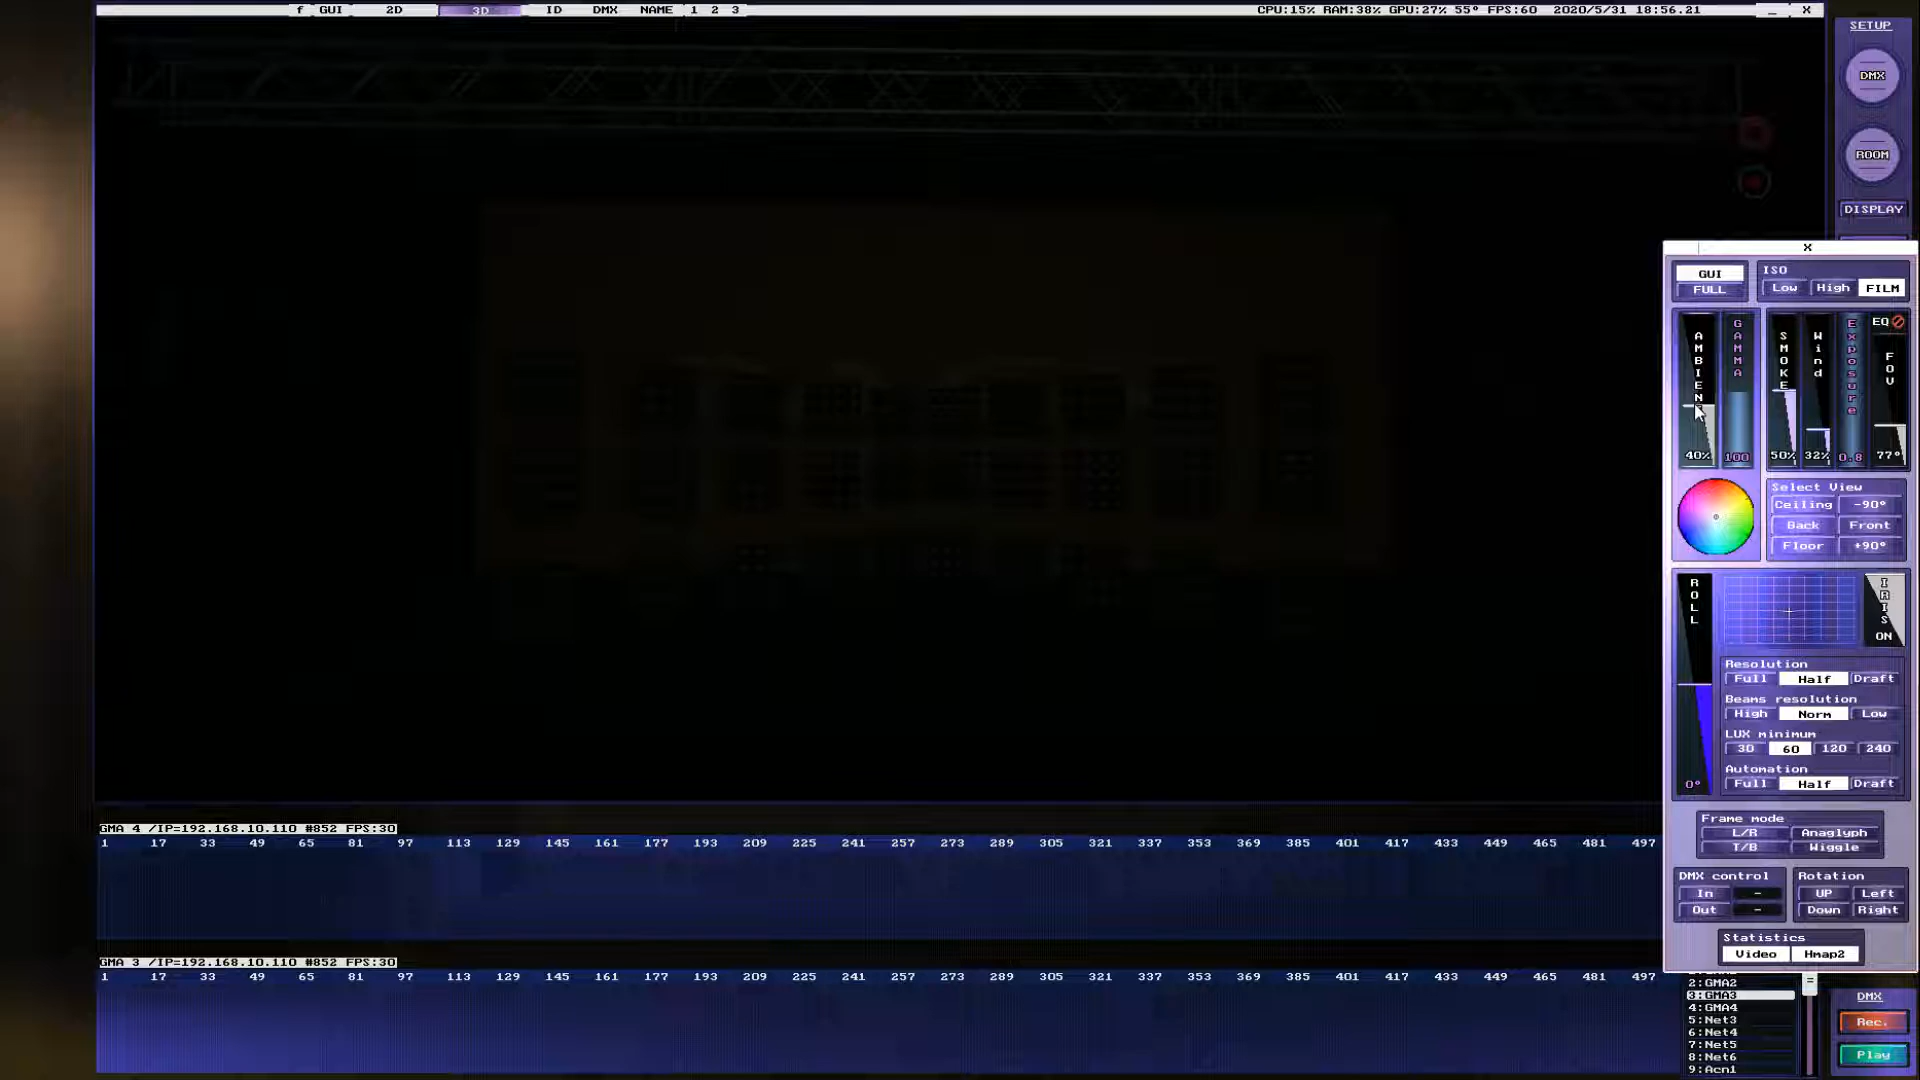 f GUI 2D 3D ID DMX NAME 1 2 3 CPU:15% RAM:38% GPU:27% 55° FPS:60 2020/5/31 18:56.21 _ X
SETUP
DMX
ROOM
DISPLAY
X
GUI
FULL
ISO
Low High FILM
AMBIEN
40%
GAMMA
100
SMOKE
50%
Wind
32%
Exposure
0.8
EQ
FOV
77°
Select View
Ceiling -90°
Back Front
Floor +90°
ROLL
0°
IRIS
ON
Resolution
Full Half Draft
Beams resolution
High Norm Low
LUX minimum
30 60 120 240
Automation
Full Half Draft
Frame mode
L/R Anaglyph
T/B Wiggle
DMX control
In -
Out -
Rotation
UP Left
Down Right
Statistics
Video Hmap2
GMA 4 /IP=192.168.10.110 #852 FPS:30
1 17 33 49 65 81 97 113 129 145 161 177 193 209 225 241 257 273 289 305 321 337 353 369 385 401 417 433 449 465 481 497
GMA 3 /IP=192.168.10.110 #852 FPS:30
1 17 33 49 65 81 97 113 129 145 161 177 193 209 225 241 257 273 289 305 321 337 353 369 385 401 417 433 449 465 481 497
2:GMA2
3:GMA3
4:GMA4
5:Net3
6:Net4
7:Net5
8:Net6
9:Acn1
=
DMX
Rec.
Play